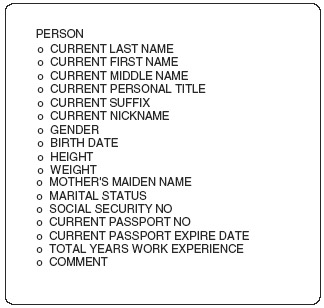 PERSON
o CURRENT LAST NAME
o CURRENT FIRST NAME
o CURRENT MIDDLE NAME
o CURRENT PERSONAL TITLE
o CURRENT SUFFIX
o CURRENT NICKNAME
o GENDER
o BIRTH DATE
o HEIGHT
o WEIGHT
o MOTHER'S MAIDEN NAME
o MARITAL STATUS
o SOCIAL SECURITY NO
o CURRENT PASSPORT NO
o CURRENT PASSPORT EXPIRE DATE
o TOTAL YEARS WORK EXPERIENCE
o COMMENT